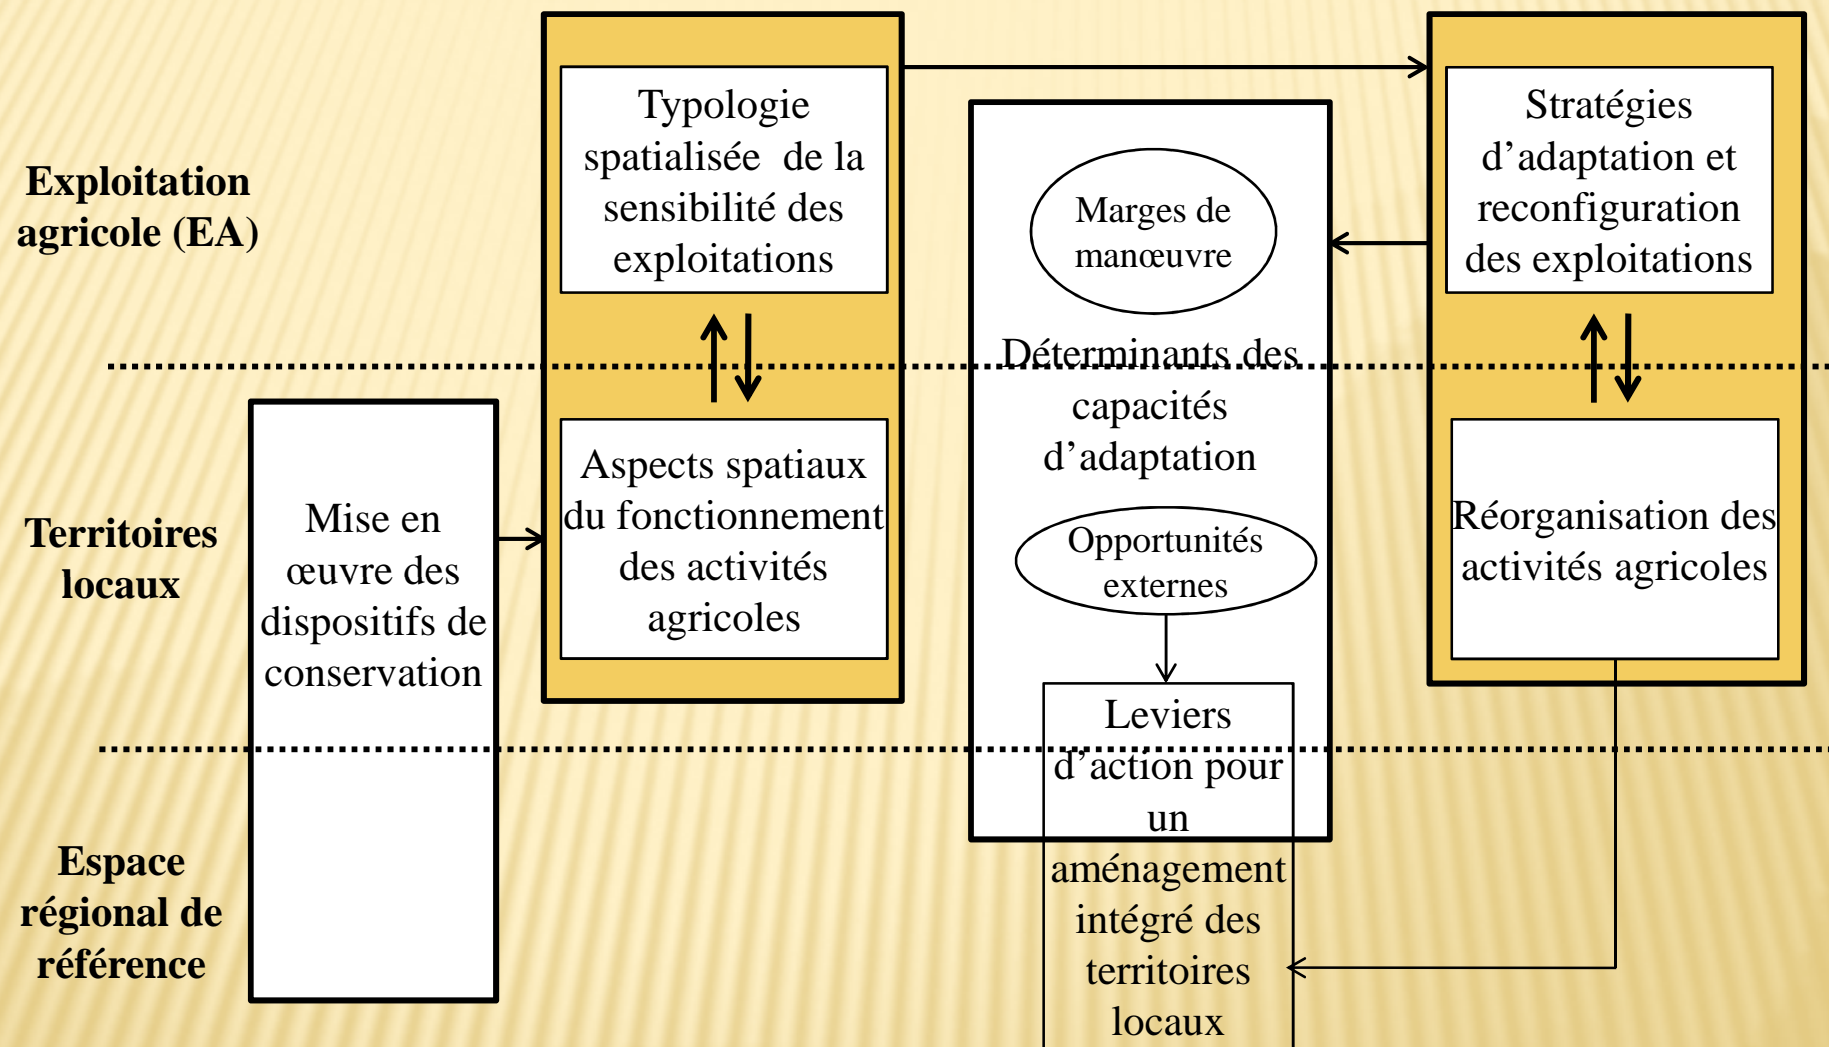 Exploitation
agricole (EA)
Typologie
spatialisée de la
sensibilité des
exploitations
Marges de
manœuvre
Stratégies
d’adaptation et
reconfiguration
des exploitations
Déterminants des
capacités
d’adaptation
Territoires
locaux
Mise en
œuvre des
dispositifs de
conservation
Aspects spatiaux
du fonctionnement
des activités
agricoles
Opportunités
externes
Réorganisation des
activités agricoles
Espace
régional de
référence
Leviers
d’action pour
un
aménagement
intégré des
territoires
locaux